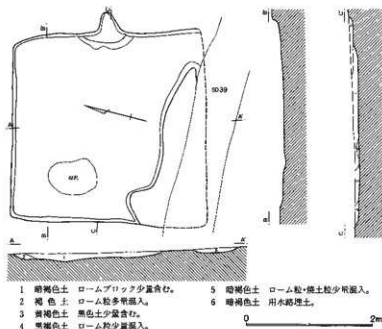 B
C
SD39
A
A'
B'
C'
A
A'
1 暗褐色土 ロームブロック少量含む。
2 褐色土 ローム粒多量混入。
3 黄褐色土 黒色土少量含む。
4 黒褐色土 ローム粒少量混入。
5 暗褐色土 ローム粒・焼土粒少量混入。
6 暗褐色土 用水路埋土。
0 2m